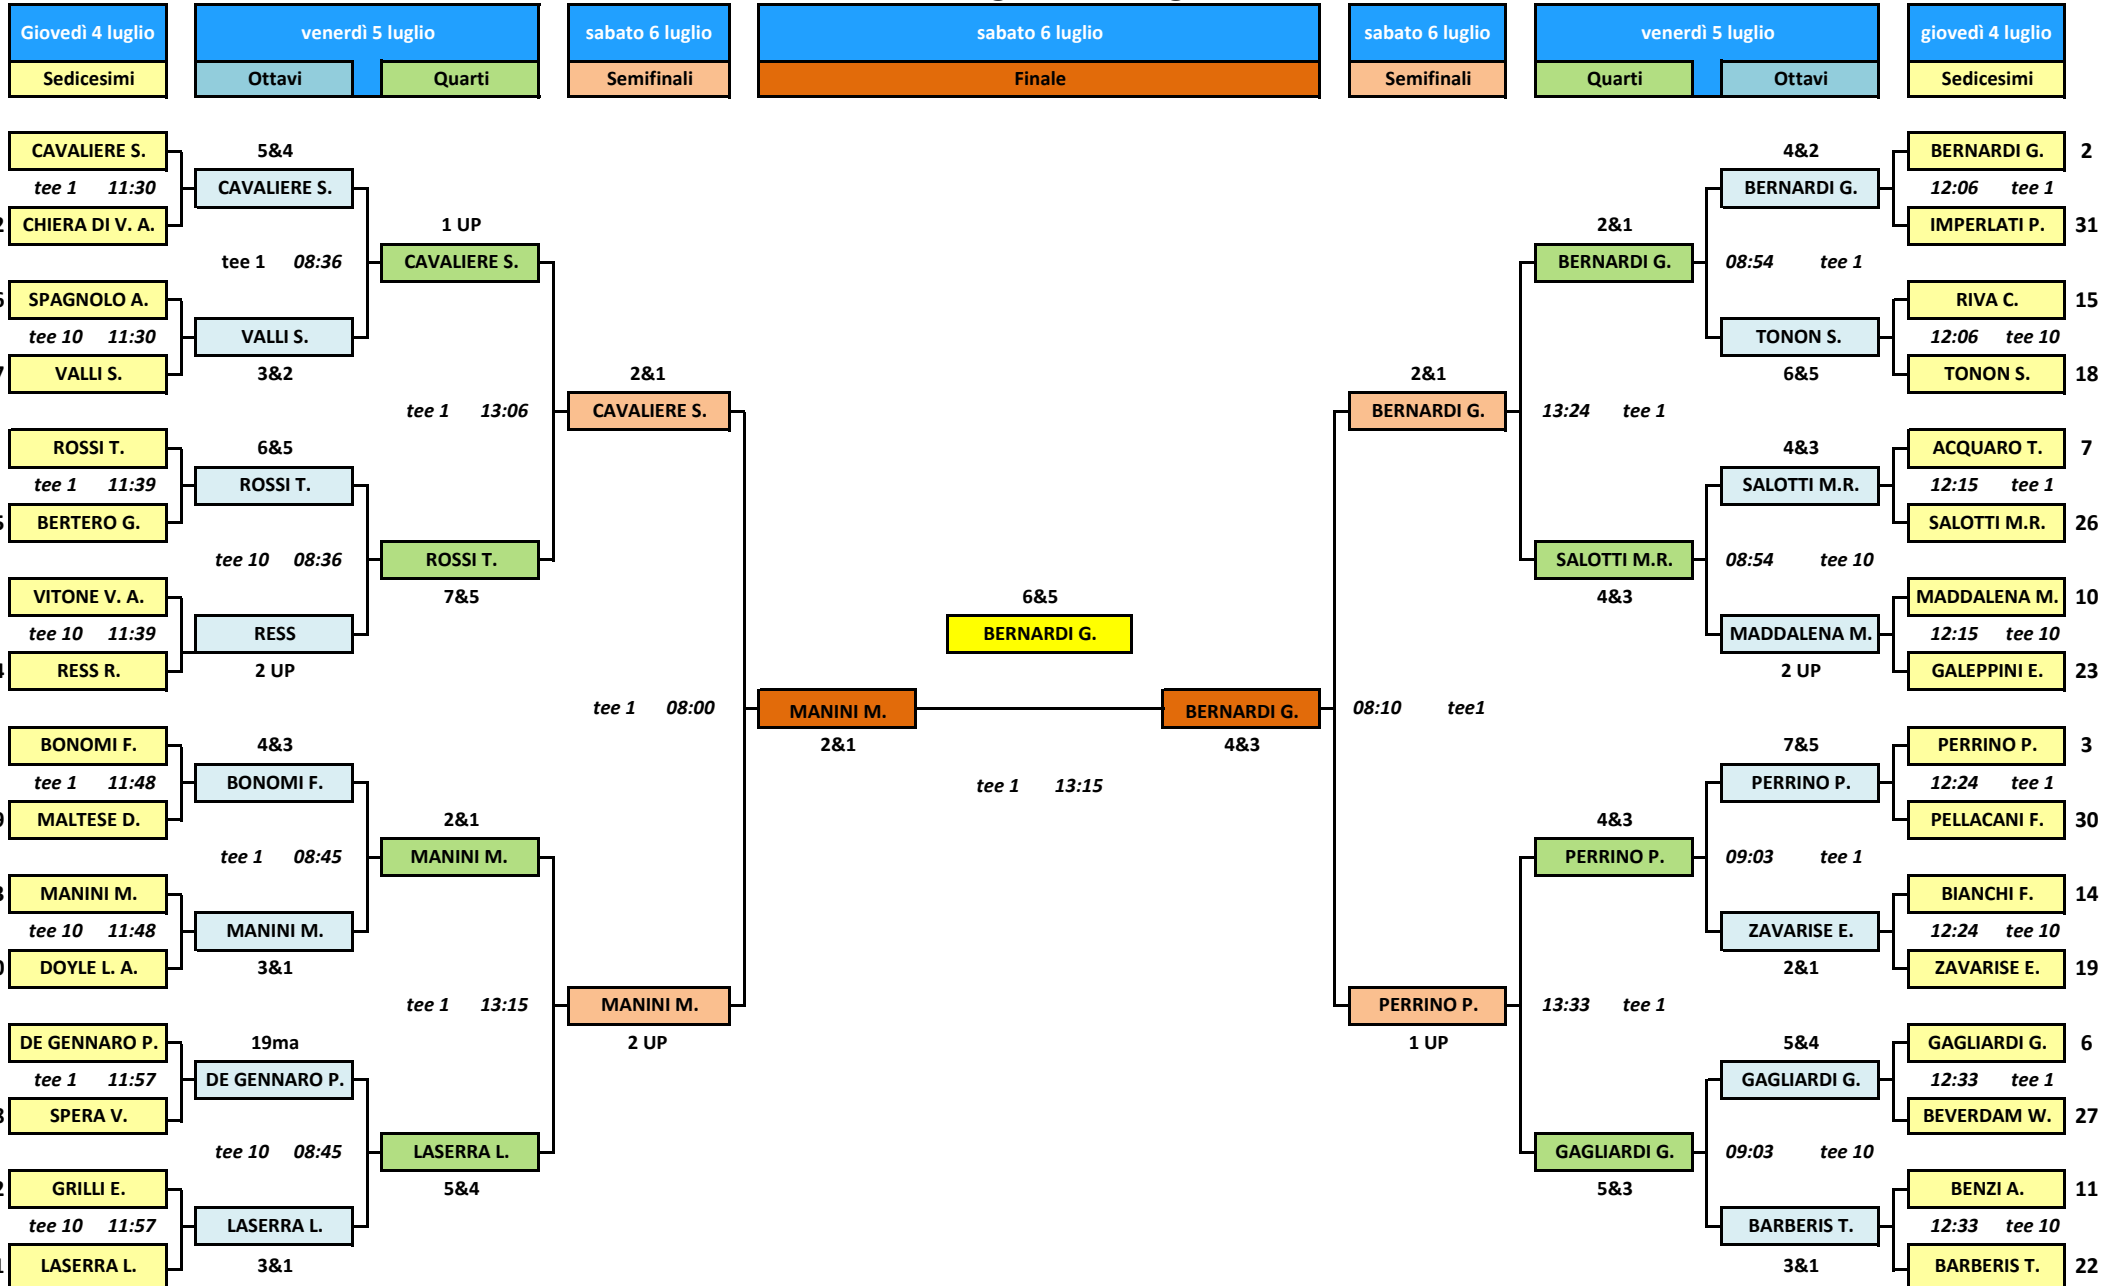 Giovedì 4 luglio venerdì 5 luglio sabato 6 luglio sabato 6 luglio sabato 6 luglio venerdì 5 luglio giovedì 4 luglio
Sedicesimi Ottavi Quarti Semifinali Finale Semifinali Quarti Ottavi Sedicesimi
CAVALIERE S. 5&4 4&2 BERNARDI G. 2
tee 1 11:30 CAVALIERE S. BERNARDI G. 12:06 tee 1
CHIERA DI V. A. 1 UP 2&1 IMPERLATI P. 31
tee 1 08:36 CAVALIERE S. BERNARDI G. 08:54 tee 1
SPAGNOLO A. RIVA C. 15
tee 10 11:30 VALLI S. TONON S. 12:06 tee 10
VALLI S. 3&2 2&1 2&1 6&5 TONON S. 18
tee 1 13:06 CAVALIERE S. BERNARDI G. 13:24 tee 1
ROSSI T. 6&5 4&3 ACQUARO T. 7
tee 1 11:39 ROSSI T. SALOTTI M.R. 12:15 tee 1
BERTERO G. SALOTTI M.R. 26
tee 10 08:36 ROSSI T. SALOTTI M.R. 08:54 tee 10
VITONE V. A. 7&5 6&5 4&3 MADDALENA M. 10
tee 10 11:39 RESS BERNARDI G. MADDALENA M. 12:15 tee 10
RESS R. 2 UP 2 UP GALEPPINI E. 23
tee 1 08:00 MANINI M. BERNARDI G. 08:10 tee1
BONOMI F. 4&3 2&1 4&3 7&5 PERRINO P. 3
tee 1 11:48 BONOMI F. tee 1 13:15 PERRINO P. 12:24 tee 1
MALTESE D. 2&1 4&3 PELLACANI F. 30
tee 1 08:45 MANINI M. PERRINO P. 09:03 tee 1
MANINI M. BIANCHI F. 14
tee 10 11:48 MANINI M. ZAVARISE E. 12:24 tee 10
DOYLE L. A. 3&1 2&1 ZAVARISE E. 19
tee 1 13:15 MANINI M. PERRINO P. 13:33 tee 1
DE GENNARO P. 19ma 2 UP 1 UP 5&4 GAGLIARDI G. 6
tee 1 11:57 DE GENNARO P. GAGLIARDI G. 12:33 tee 1
SPERA V. BEVERDAM W. 27
tee 10 08:45 LASERRA L. GAGLIARDI G. 09:03 tee 10
GRILLI E. 5&4 5&3 BENZI A. 11
tee 10 11:57 LASERRA L. BARBERIS T. 12:33 tee 10
LASERRA L. 3&1 3&1 BARBERIS T. 22